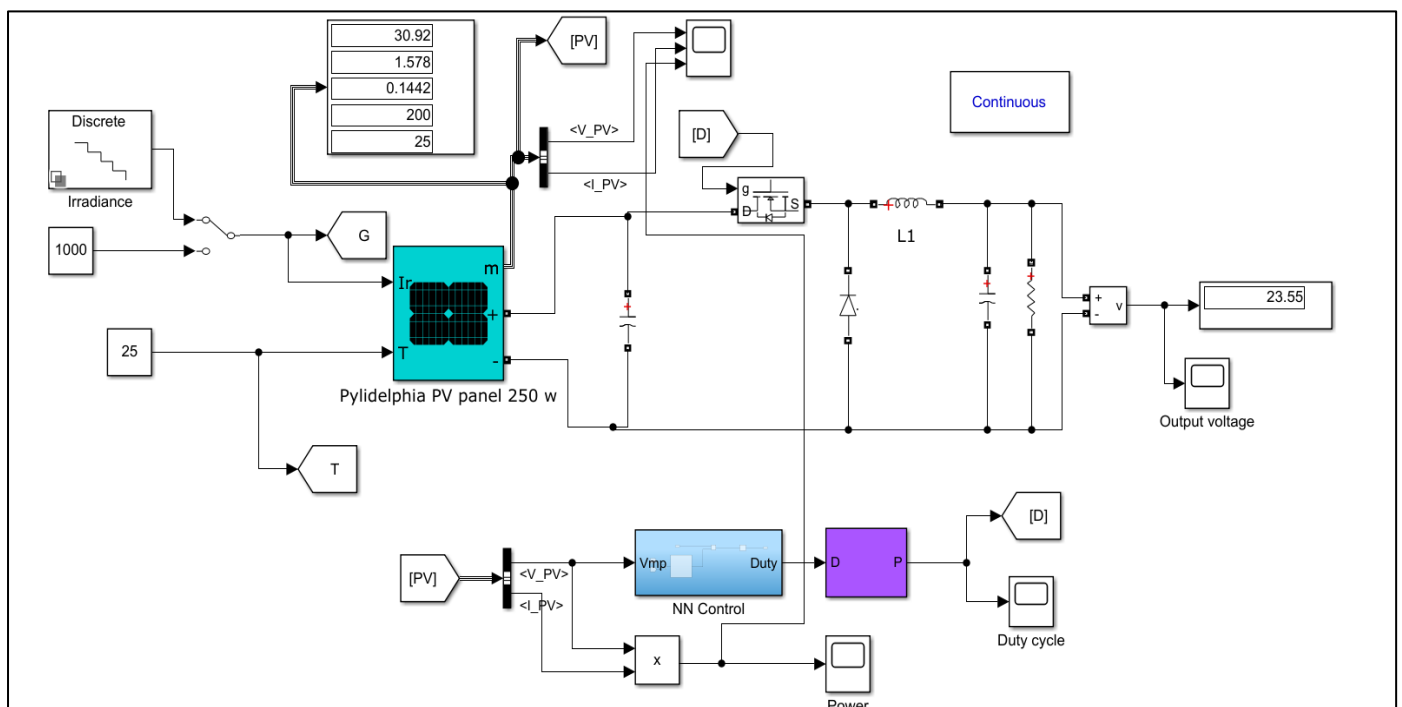 30.92
1.578
0.1442
200
25
[PV]
<V_PV>
<I_PV>
[D]
Continuous
Discrete
Irradiance
1000
G
g
D
S
L1
Ir
m
+
T
-
Pylidelphia PV panel 250 w
25
T
+
-
v
23.55
Output voltage
[PV]
<V_PV>
<I_PV>
Vmp
Duty
NN Control
D
P
[D]
Duty cycle
x
Power